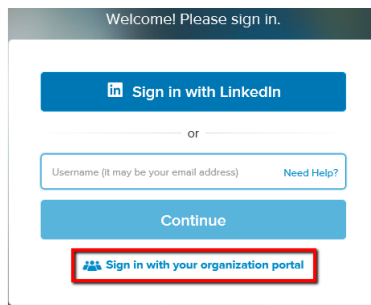 Welcome! Please sign in.
in Sign in with LinkedIn
or
Username (it may be your email address) Need Help?
Continue
Sign in with your organization portal